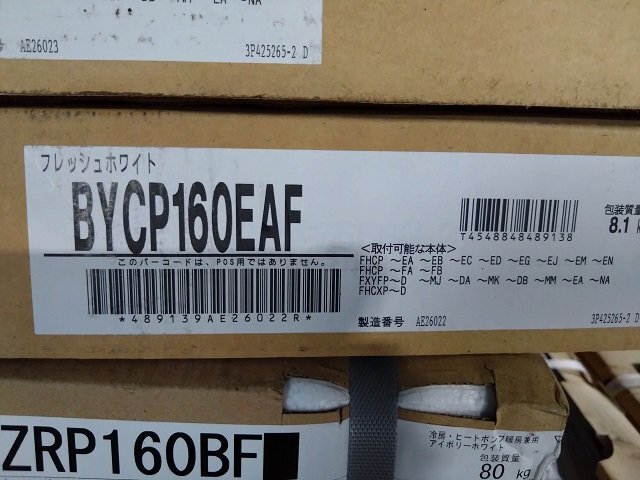 AE26023
3P425265-2 D
フレッシュホワイト
BYCP160EAF
このバーコードは、POS用ではありません。
*489139AE26022R*
T4548848489138
包装質量
8.1
<取付可能な本体>
FHCP ～EA ～EB ～EC ～ED ～EG ～EJ ～EM ～EN
FHCP ～FA ～FB
FXYFP～D ～MJ ～DA ～MK ～DB ～MM ～EA ～NA
FHCXP～D
製造番号 AE26022
3P425265-2 D
ZRP160BF
冷房・ヒートポンプ暖房兼用
アイボリーホワイト
包装質量
80 kg